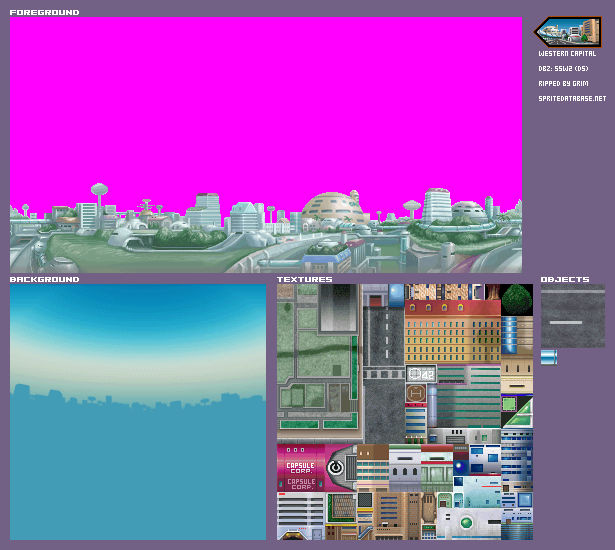 FOREGROUND
WESTERN CAPITAL
DBZ: SSW2 (DS)
RIPPED BY GRIM
SPRITEDATABASE.NET
BACKGROUND
TEXTURES
OBJECTS
42
CAPSULE
CORP.
CAPSULE
CORP.